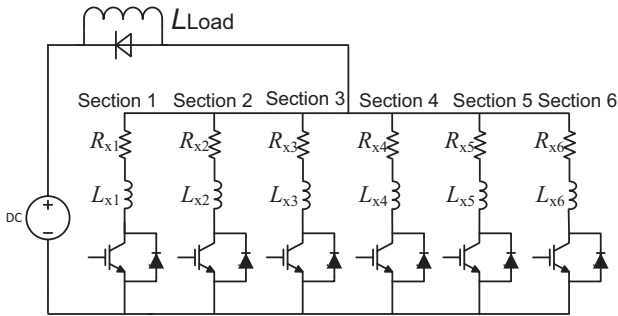 LLoad
Section 1 Section 2 Section 3 Section 4 Section 5 Section 6
Rx1 Rx2 Rx3 Rx4 Rx5 Rx6
Lx1 Lx2 Lx3 Lx4 Lx5 Lx6
DC
+
−